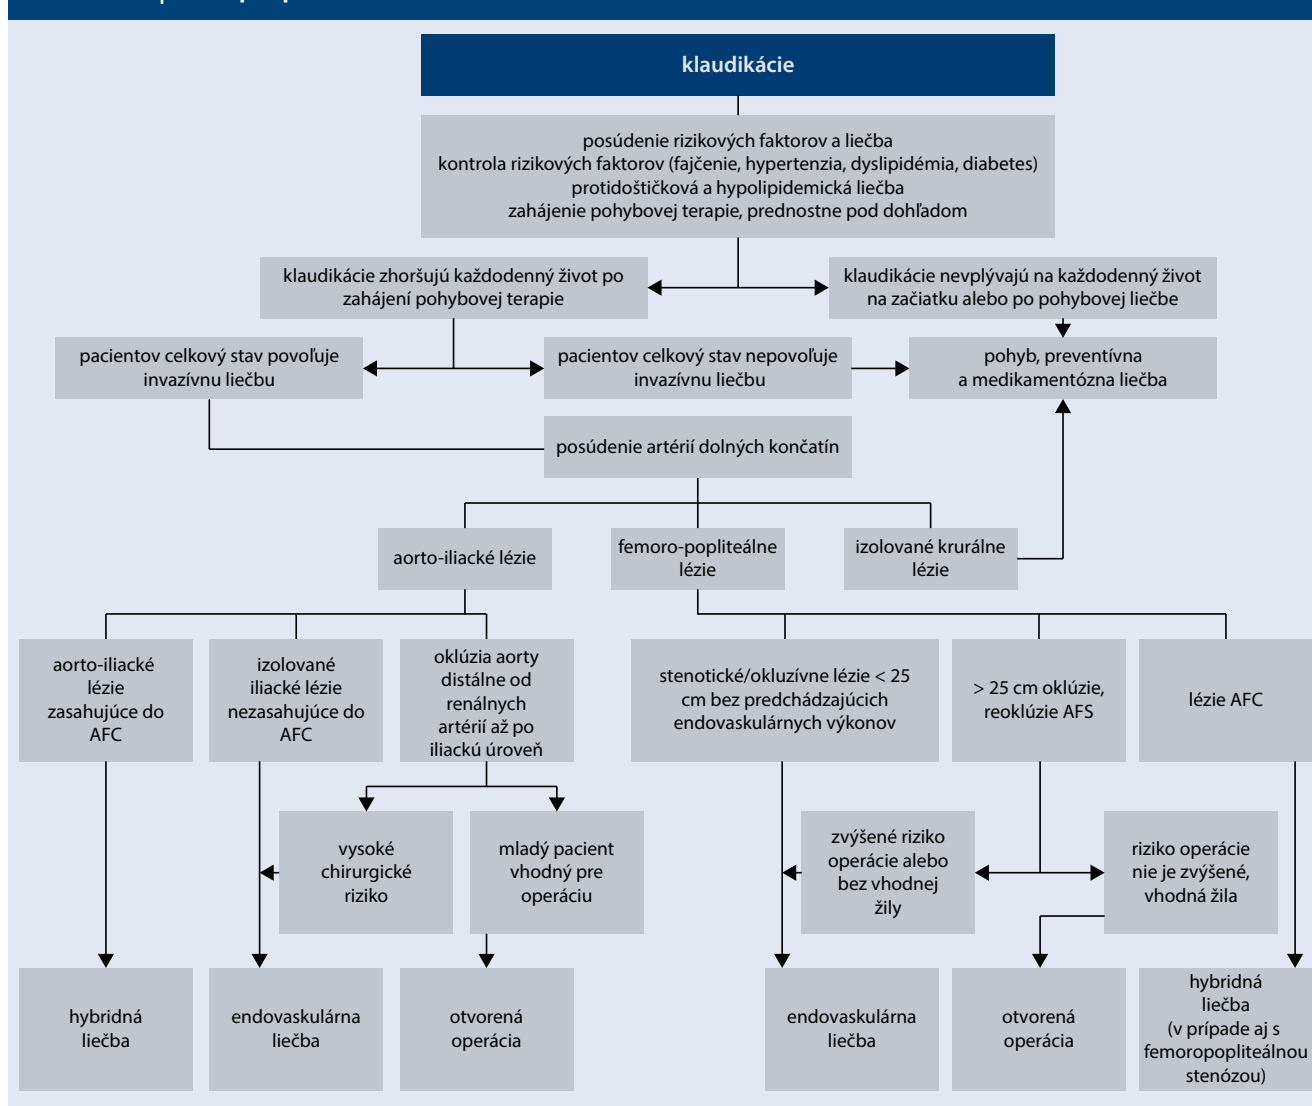 klaudikácie
posúdenie rizikových faktorov a liečba
kontrola rizikových faktorov (fajčenie, hypertenzia, dyslipidémia, diabetes)
protidoštičková a hypolipidemická liečba
zahájenie pohybovej terapie, prednostne pod dohľadom
klaudikácie zhoršujú každodenný život po
zahájení pohybovej terapie
klaudikácie nevplývajú na každodenný život
na začiatku alebo po pohybovej liečbe
pacientov celkový stav povoľuje
invazívnu liečbu
pacientov celkový stav nepovoľuje
invazívnu liečbu
pohyb, preventívna
a medikamentózna liečba
posúdenie artérií dolných končatín
aorto-iliacké lézie
femoro-popliteálne
lézie
izolované krurálne
lézie
aorto-iliacké
lézie
zasahujúce do
AFC
izolované
iliacké lézie
nezasahujúce do
AFC
oklúzia aorty
distálne od
renálnych
artérií až po
iliackú úroveň
stenotické/okluzívne lézie < 25
cm bez predchádzajúcich
endovaskulárnych výkonov
> 25 cm oklúzie,
reoklúzie AFS
lézie AFC
vysoké
chirurgické
riziko
mladý pacient
vhodný pre
operáciu
zvýšené riziko
operácie alebo
bez vhodnej
žily
riziko operácie
nie je zvýšené,
vhodná žila
hybridná
liečba
endovaskulárna
liečba
otvorená
operácia
endovaskulárna
liečba
otvorená
operácia
hybridná
liečba
(v prípade aj s
femoropopliteálnou
stenózou)